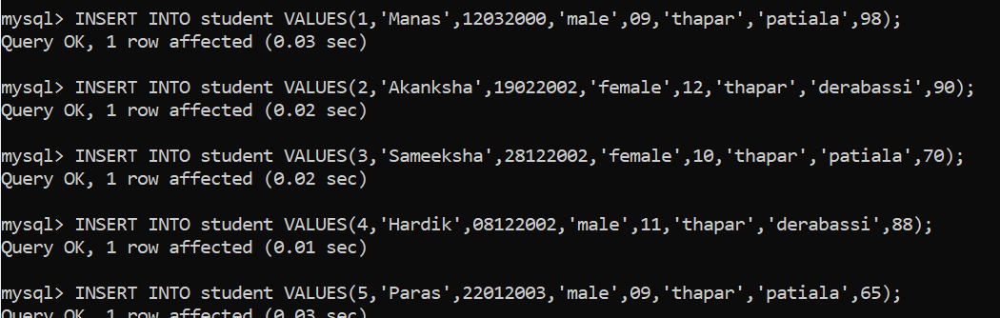 mysql> INSERT INTO student VALUES(1,'Manas',12032000,'male',09,'thapar','patiala',98);
Query OK, 1 row affected (0.03 sec)
mysql> INSERT INTO student VALUES(2,'Akanksha',19022002,'female',12,'thapar','derabassi',90);
Query OK, 1 row affected (0.02 sec)
mysql> INSERT INTO student VALUES(3,'Sameeksha',28122002,'female',10,'thapar','patiala',70);
Query OK, 1 row affected (0.02 sec)
mysql> INSERT INTO student VALUES(4,'Hardik',08122002,'male',11,'thapar','derabassi',88);
Query OK, 1 row affected (0.01 sec)
mysql> INSERT INTO student VALUES(5,'Paras',22012003,'male',09,'thapar','patiala',65);
Query OK, 1 row affected (0.03 sec)